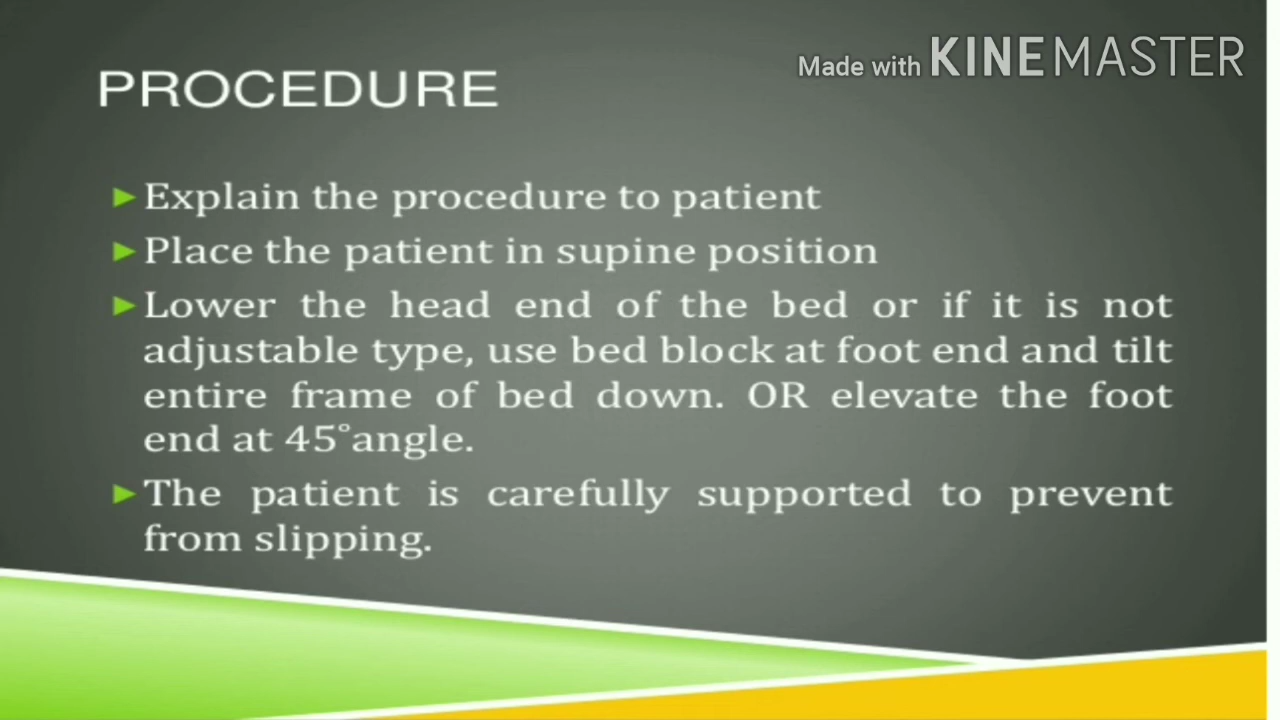 Made with KINEMASTER
PROCEDURE
Explain the procedure to patient
Place the patient in supine position
Lower the head end of the bed or if it is not
adjustable type, use bed block at foot end and tilt
entire frame of bed down. OR elevate the foot
end at 45°angle.
The patient is carefully supported to prevent
from slipping.